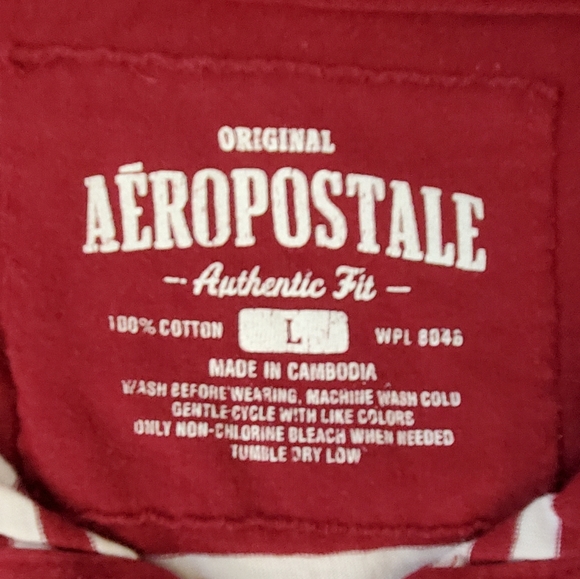 ORIGINAL
AÉROPOSTALE
- Authentic Fit -
100% COTTON L WPL 8046
MADE IN CAMBODIA
WASH BEFORE WEARING, MACHINE WASH COLD
GENTLE CYCLE WITH LIKE COLORS
ONLY NON-CHLORINE BLEACH WHEN NEEDED
TUMBLE DRY LOW